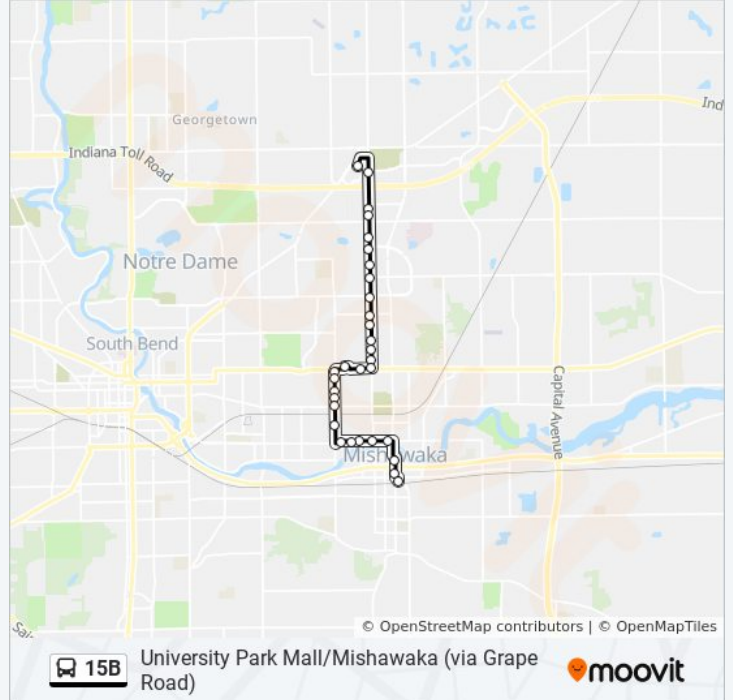 Ind
Georgetown
Indiana Toll Road
Notre Dame
South Bend
Capital Avenue
Mishawaka
© OpenStreetMap contributors | © OpenMapTiles
15B
University Park Mall/Mishawaka (via Grape
Road)
moovit